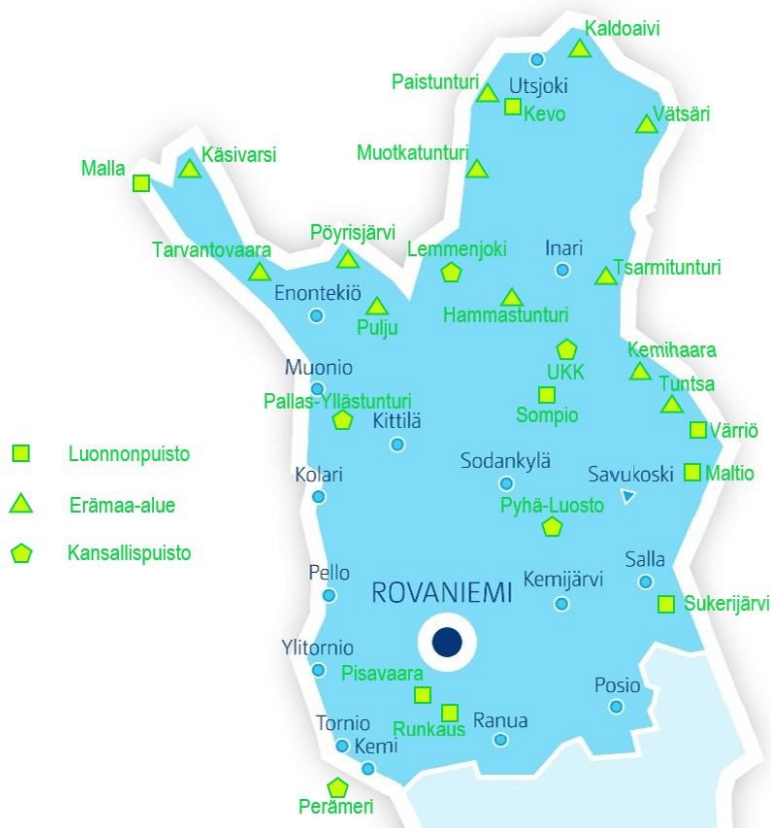 Kaldoaivi
Utsjoki
Paistunturi
Kevo
Vätsäri
Käsivarsi
Muotkatunturi
Malla
Pöyrisjärvi
Lemmenjoki
Inari
Tarvantovaara
Tsarmitunturi
Enontekiö
Pulju
Hammastunturi
UKK
Kemihaara
Muonio
Tuntsa
Pallas-Yllästunturi
Sompio
Kittilä
Värriö
Luonnonpuisto
Sodankylä
Savukoski
Maltio
Kolari
Erämaa-alue
Pyhä-Luosto
Kansallispuisto
Pello
ROVANIEMI
Kemijärvi
Salla
Sukerijärvi
Ylitornio
Pisavaara
Posio
Runkaus
Ranua
Tornio
Kemi
Perämeri